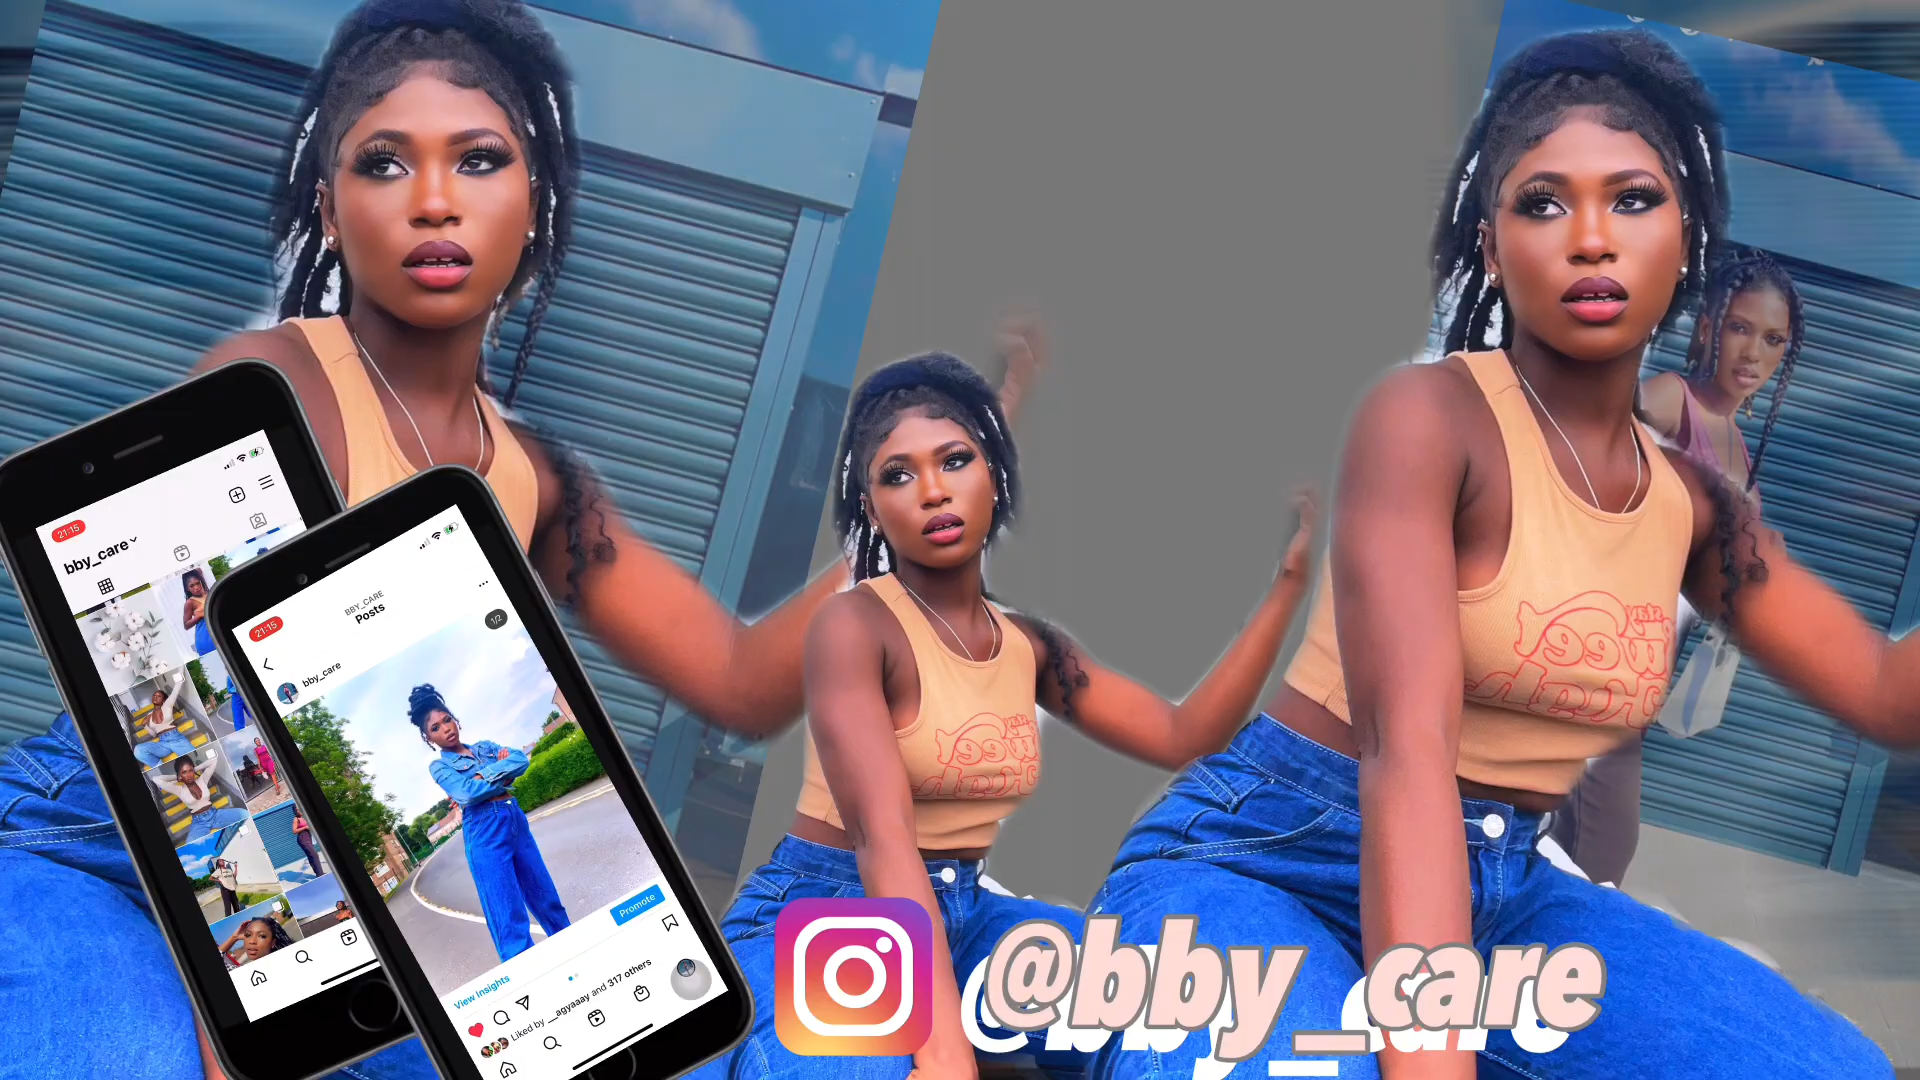 21:15
bby_care
21:15
BBY_CARE
Posts
bby_care
1/2
Promote
View Insights
Liked by __agyaaay and 317 others
@bby_care
@bby_care